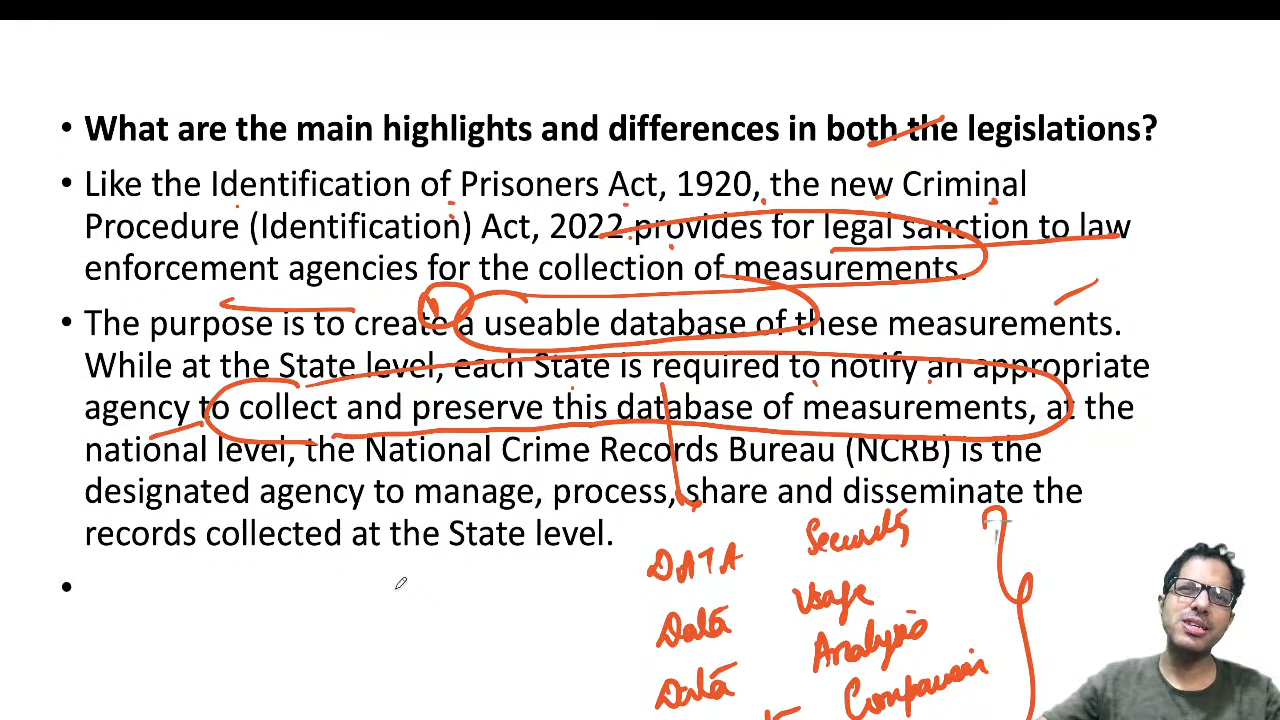 • What are the main highlights and differences in both the legislations?
• Like the Identification of Prisoners Act, 1920, the new Criminal
Procedure (Identification) Act, 2022 provides for legal sanction to law
enforcement agencies for the collection of measurements.
• The purpose is to create a useable database of these measurements.
While at the State level, each State is required to notify an appropriate
agency to collect and preserve this database of measurements, at the
national level, the National Crime Records Bureau (NCRB) is the
designated agency to manage, process, share and disseminate the
records collected at the State level.
•
DATA Security
Data Usage
Analysis
Data Comparison